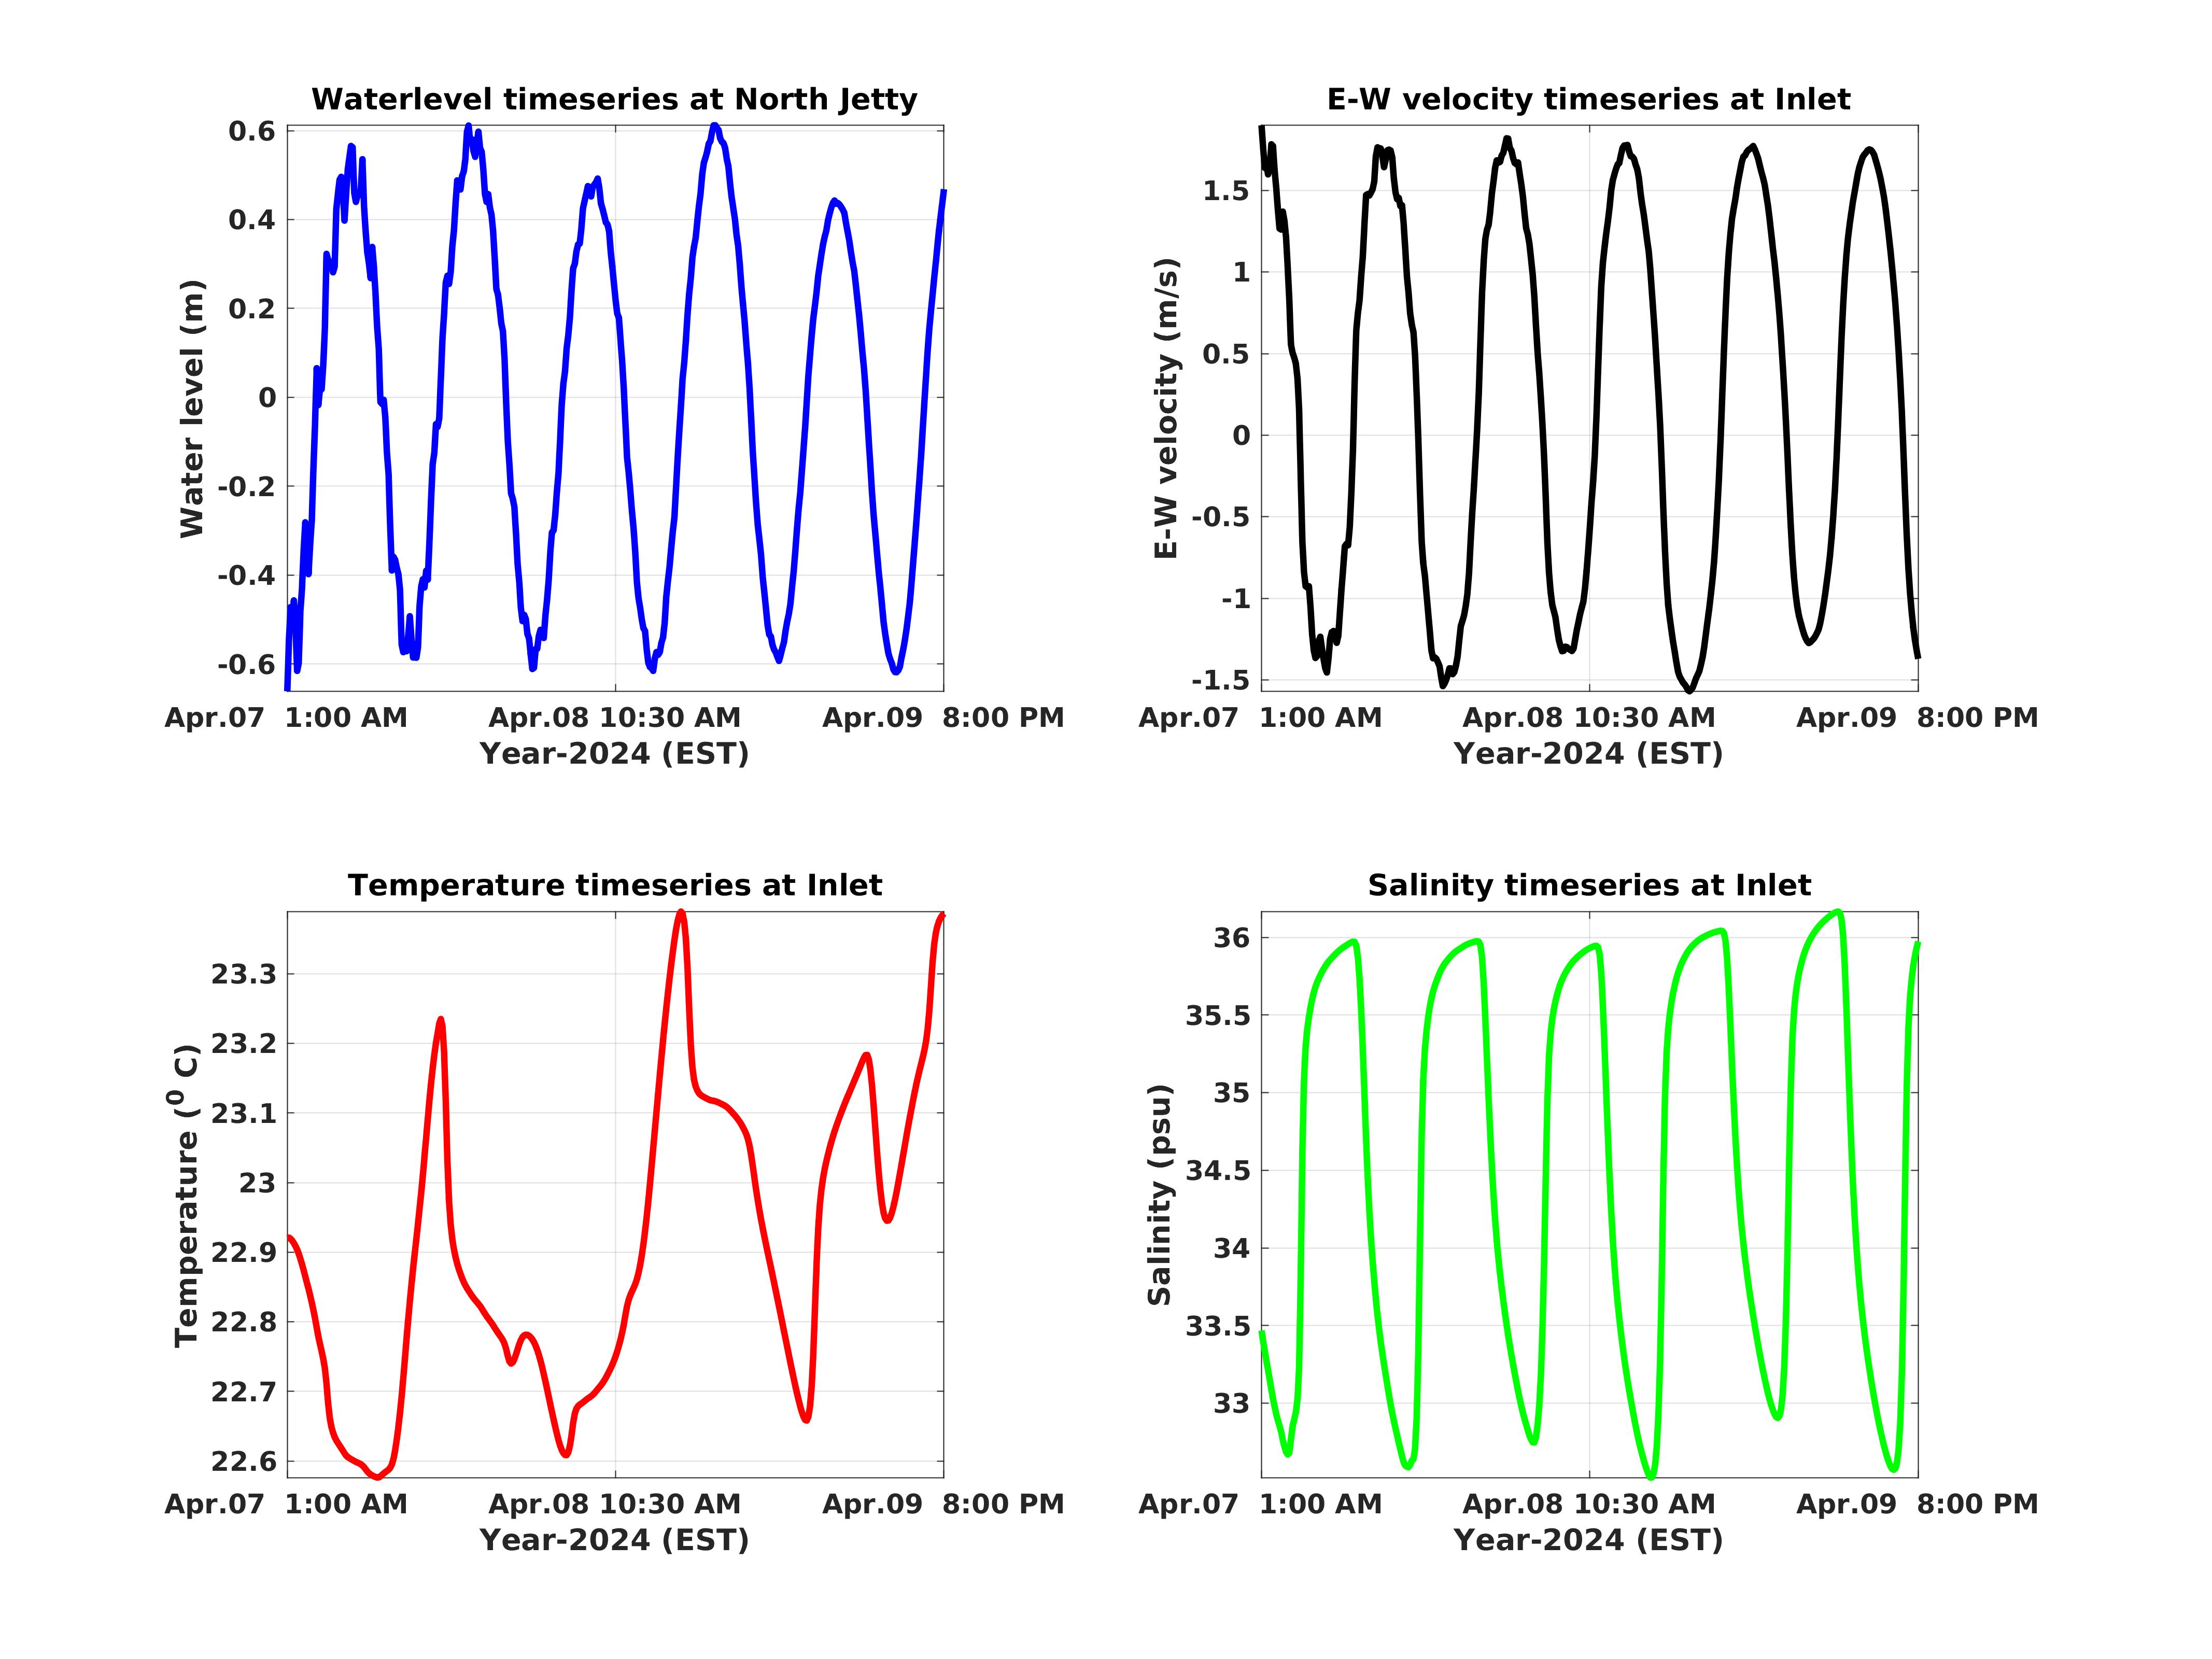 Waterlevel timeseries at North Jetty
0.6
0.4
0.2
0
-0.2
-0.4
-0.6
Water level (m)
Apr.07 1:00 AM
Apr.08 10:30 AM
Apr.09 8:00 PM
Year-2024 (EST)
E-W velocity timeseries at Inlet
1.5
1
0.5
0
-0.5
-1
-1.5
E-W velocity (m/s)
Apr.07 1:00 AM
Apr.08 10:30 AM
Apr.09 8:00 PM
Year-2024 (EST)
Temperature timeseries at Inlet
23.3
23.2
23.1
23
22.9
22.8
22.7
22.6
Temperature (⁰ C)
Apr.07 1:00 AM
Apr.08 10:30 AM
Apr.09 8:00 PM
Year-2024 (EST)
Salinity timeseries at Inlet
36
35.5
35
34.5
34
33.5
33
Salinity (psu)
Apr.07 1:00 AM
Apr.08 10:30 AM
Apr.09 8:00 PM
Year-2024 (EST)